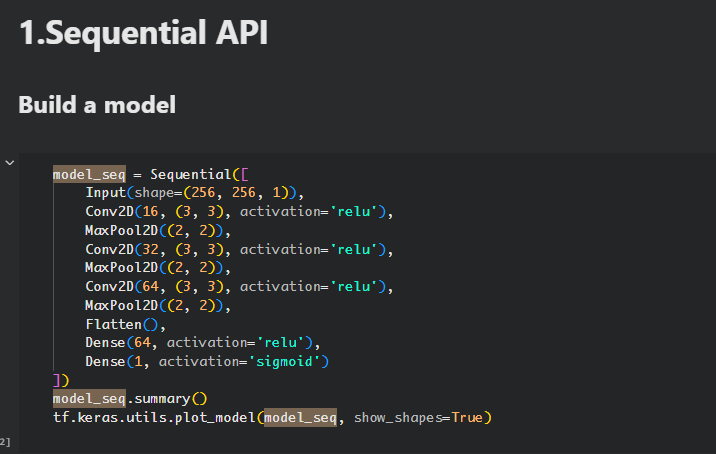 1.Sequential API
Build a model
model_seq = Sequential([
    Input(shape=(256, 256, 1)),
    Conv2D(16, (3, 3), activation='relu'),
    MaxPool2D((2, 2)),
    Conv2D(32, (3, 3), activation='relu'),
    MaxPool2D((2, 2)),
    Conv2D(64, (3, 3), activation='relu'),
    MaxPool2D((2, 2)),
    Flatten(),
    Dense(64, activation='relu'),
    Dense(1, activation='sigmoid')
])
model_seq.summary()
tf.keras.utils.plot_model(model_seq, show_shapes=True)
2]